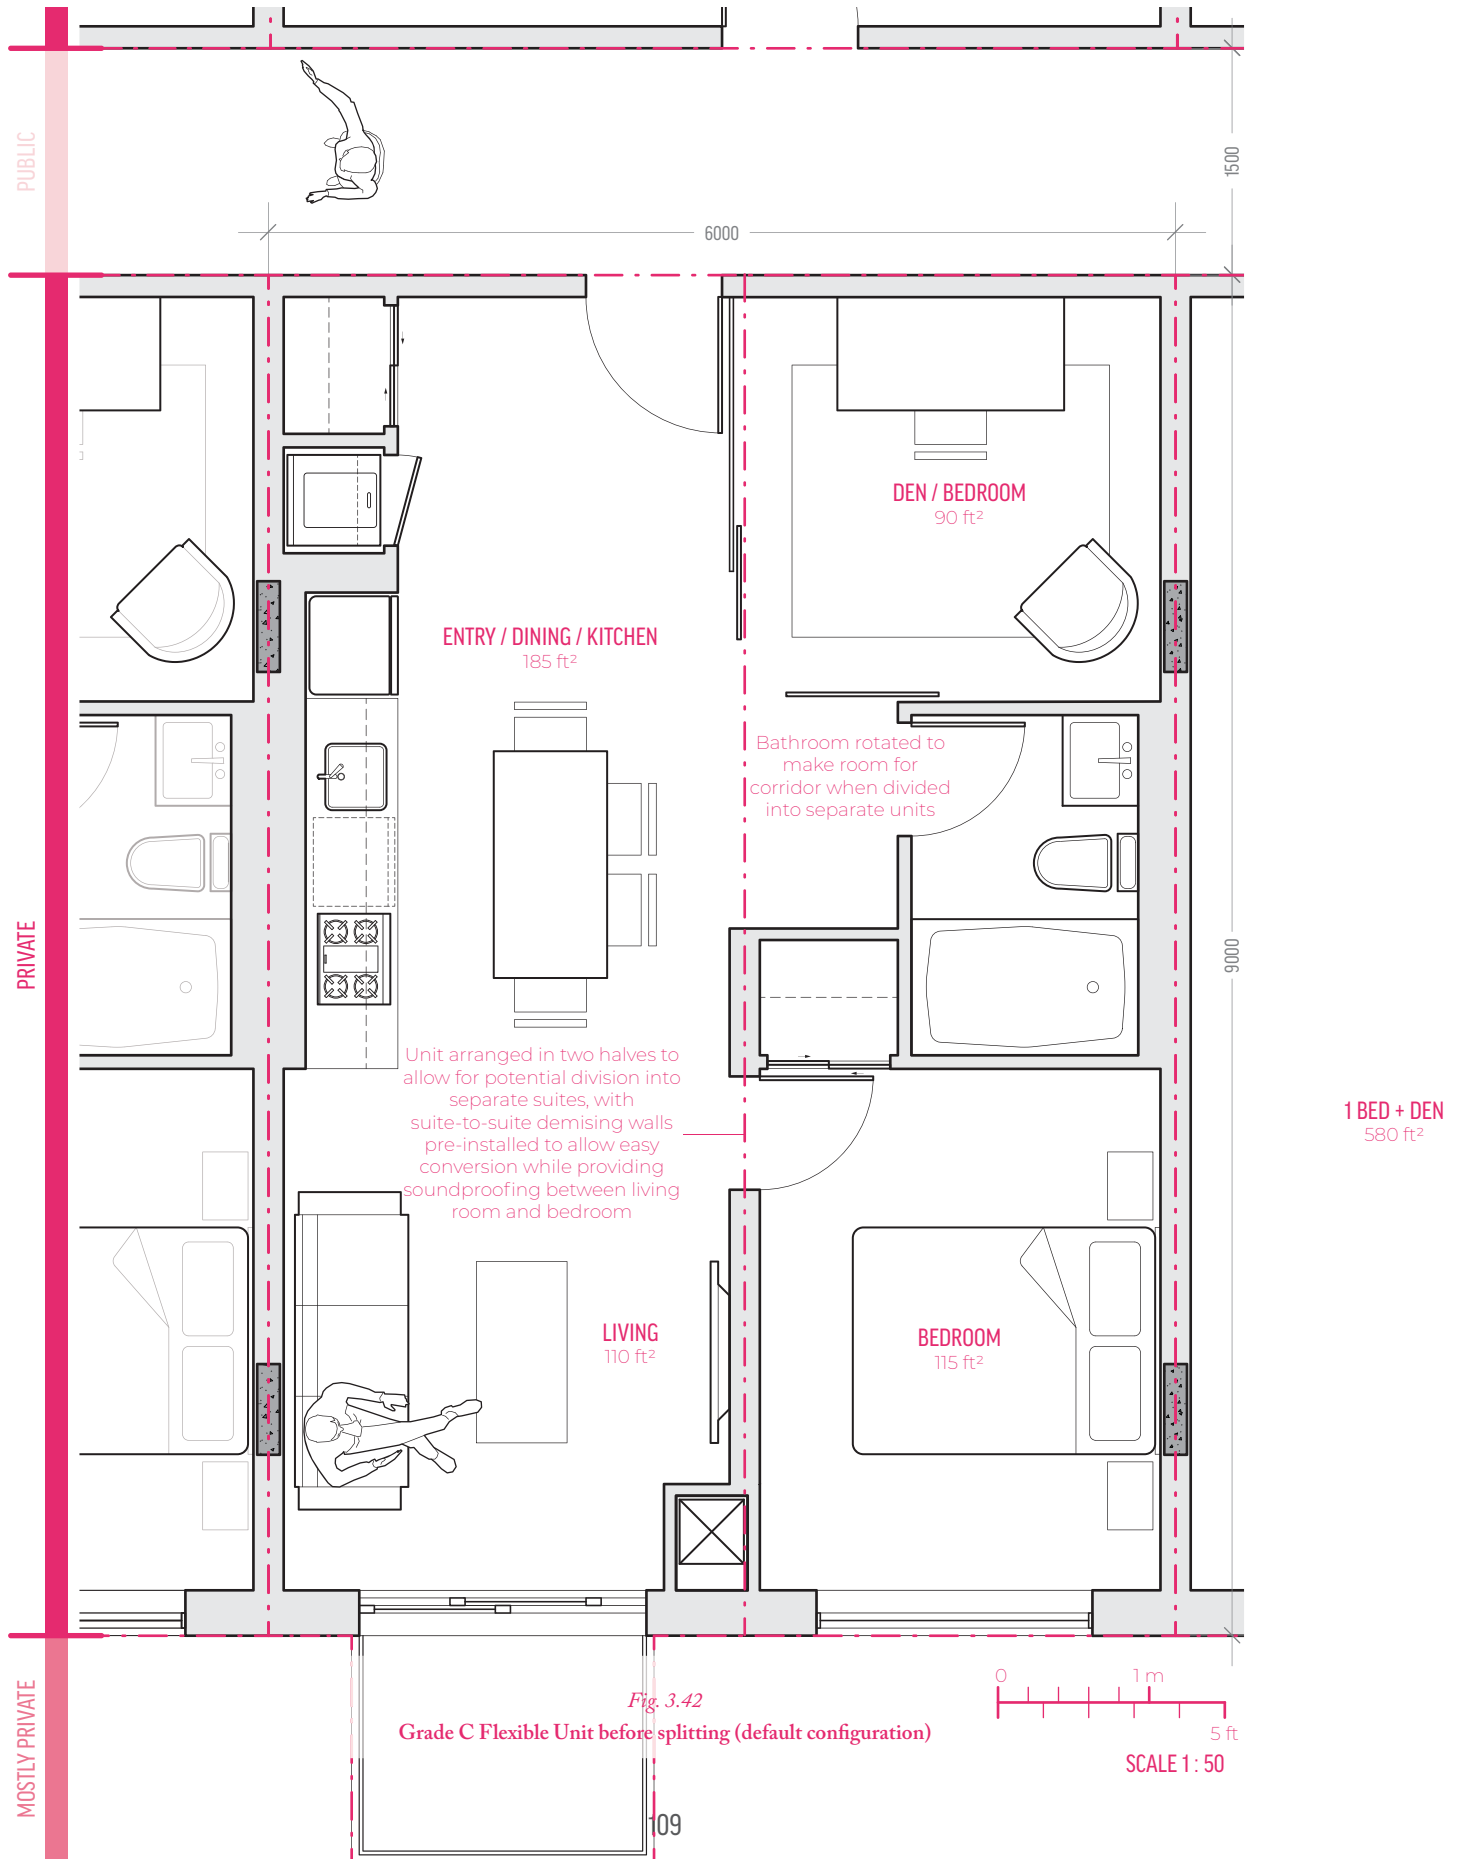 PUBLIC
1500
6000
DEN / BEDROOM
90 ft²
ENTRY / DINING / KITCHEN
185 ft²
Bathroom rotated to
make room for
corridor when divided
into separate units
PRIVATE
9000
Unit arranged in two halves to
allow for potential division into
separate suites, with
suite-to-suite demising walls
pre-installed to allow easy
conversion while providing
soundproofing between living
room and bedroom
1 BED + DEN
580 ft²
LIVING
110 ft²
BEDROOM
115 ft²
MOSTLY PRIVATE
Fig. 3.42
Grade C Flexible Unit before splitting (default configuration)
0
1 m
5 ft
SCALE 1 : 50
109